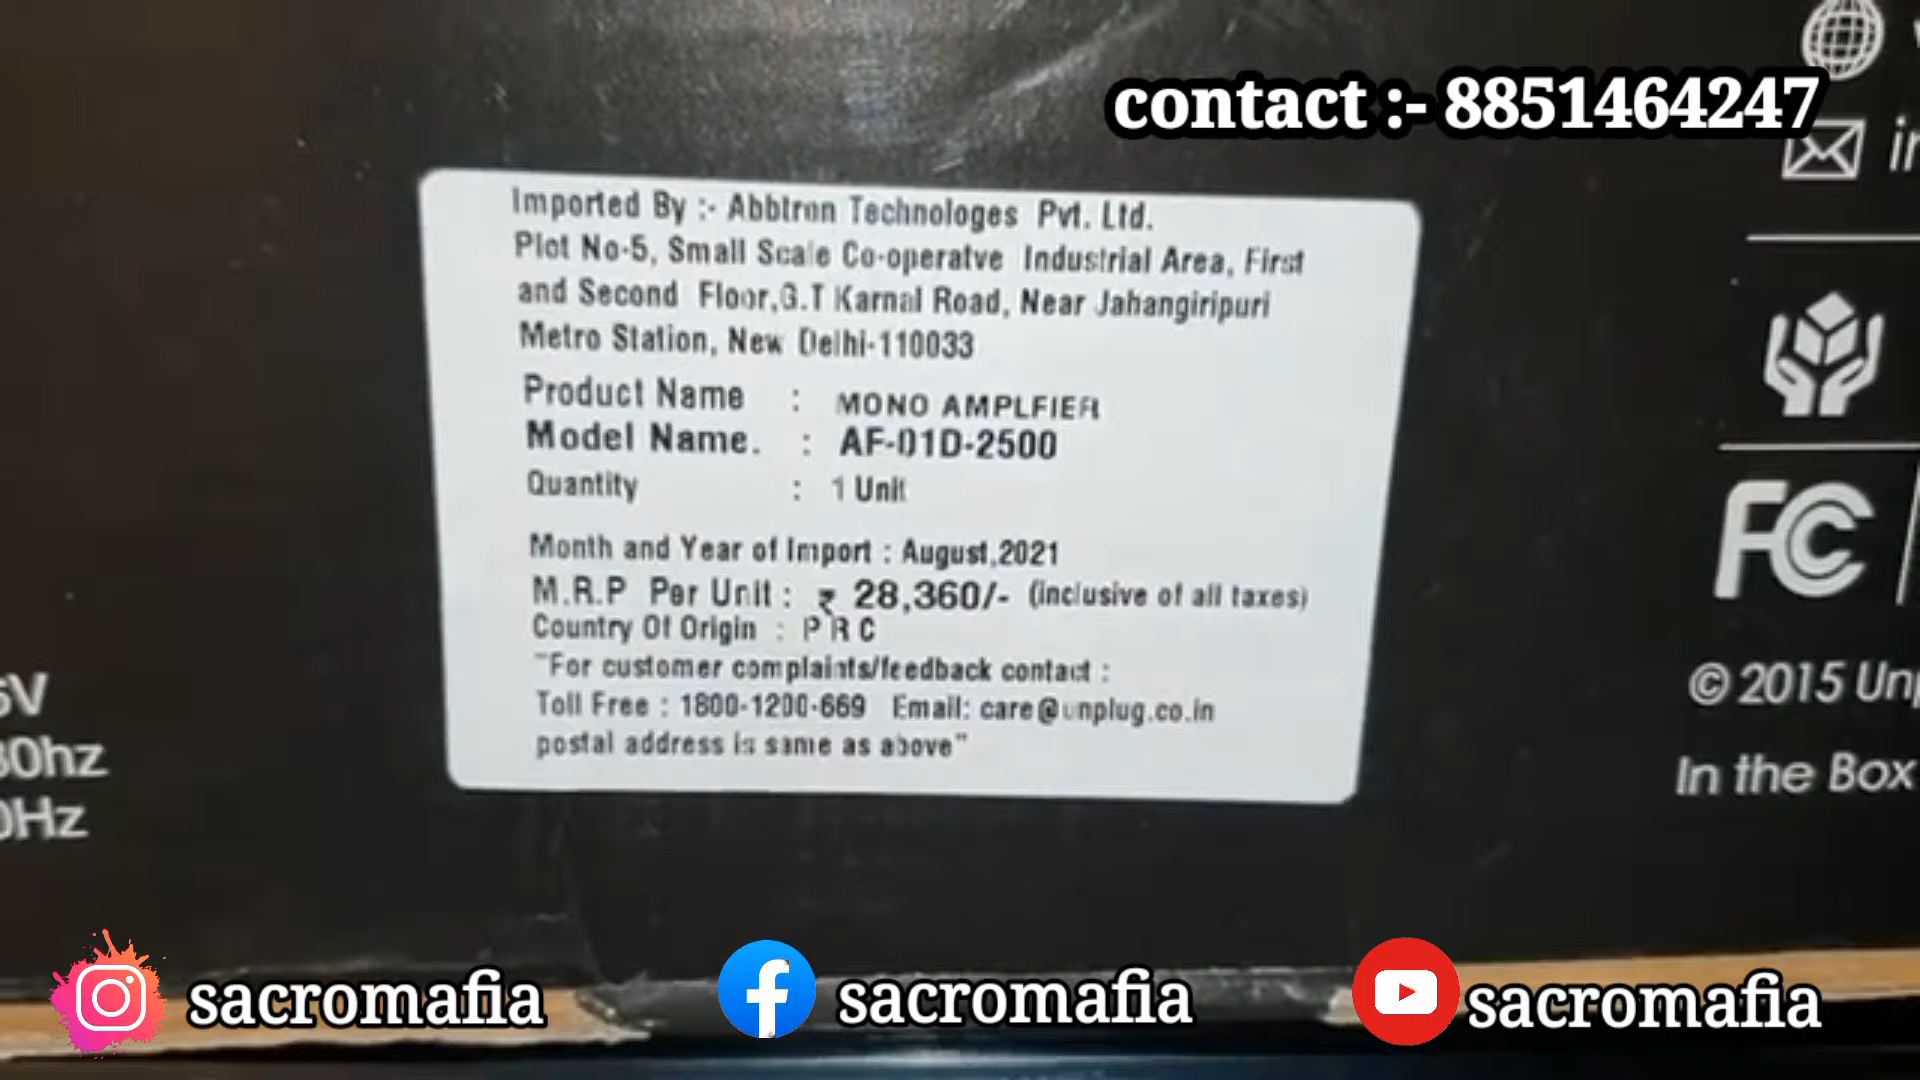 contact :- 8851464247
Imported By :- Abbtron Technologes Pvt. Ltd.
Plot No-5, Small Scale Co-operatve Industrial Area, First
and Second Floor,G.T Karnal Road, Near Jahangiripuri
Metro Station, New Delhi-110033
Product Name : MONO AMPLFIER
Model Name. : AF-01D-2500
Quantity : 1 Unit
Month and Year of Import : August,2021
M.R.P Per Unit : ₹ 28,360/- (inclusive of all taxes)
Country Of Origin : P R C
"For customer complaints/feedback contact :
Toll Free : 1800-1200-669 Email: care@unplug.co.in
postal address is same as above"
FC
© 2015
In the Box
sacromafia
sacromafia
sacromafia